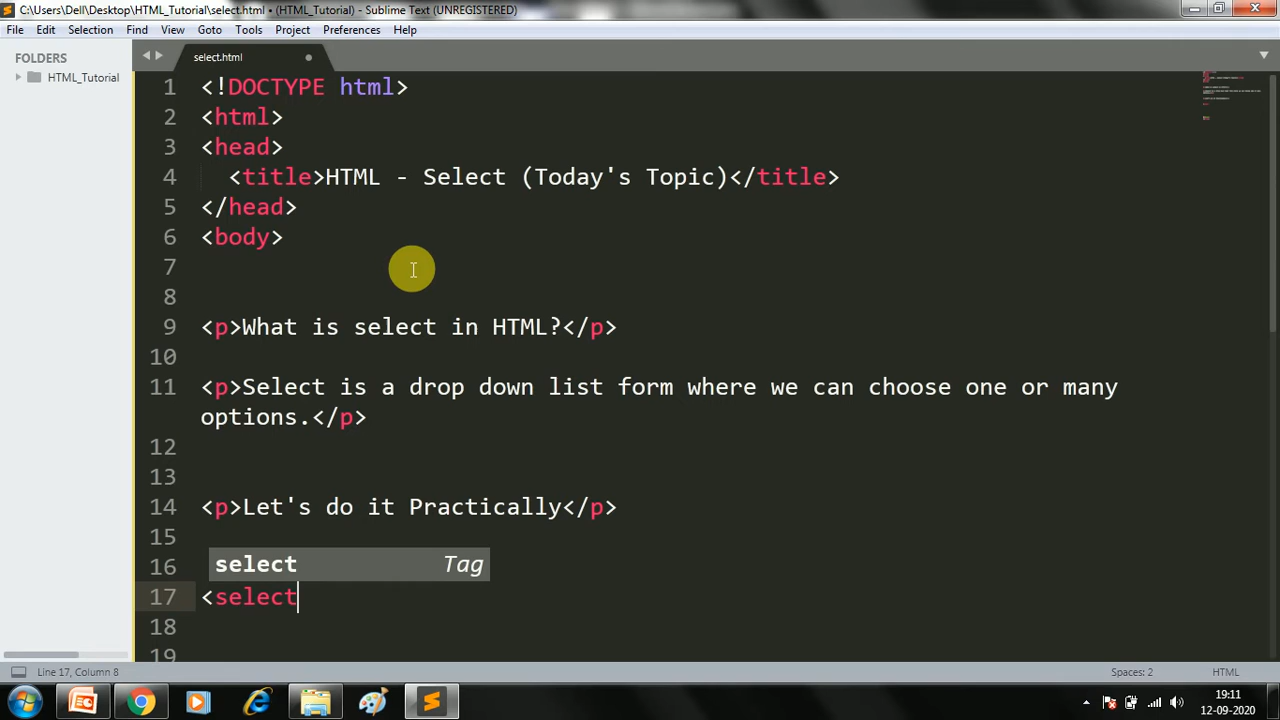 C:\Users\Dell\Desktop\HTML_Tutorial\select.html • (HTML_Tutorial) - Sublime Text (UNREGISTERED)
File Edit Selection Find View Goto Tools Project Preferences Help
FOLDERS
HTML_Tutorial
select.html
1 <!DOCTYPE html>
2 <html>
3 <head>
4 <title>HTML - Select (Today's Topic)</title>
5 </head>
6 <body>
7
8
9 <p>What is select in HTML?</p>
10
11 <p>Select is a drop down list form where we can choose one or many
options.</p>
12
13
14 <p>Let's do it Practically</p>
15
select Tag
16
17 <select
18
19
Line 17, Column 8 Spaces: 2 HTML
19:11
12-09-2020